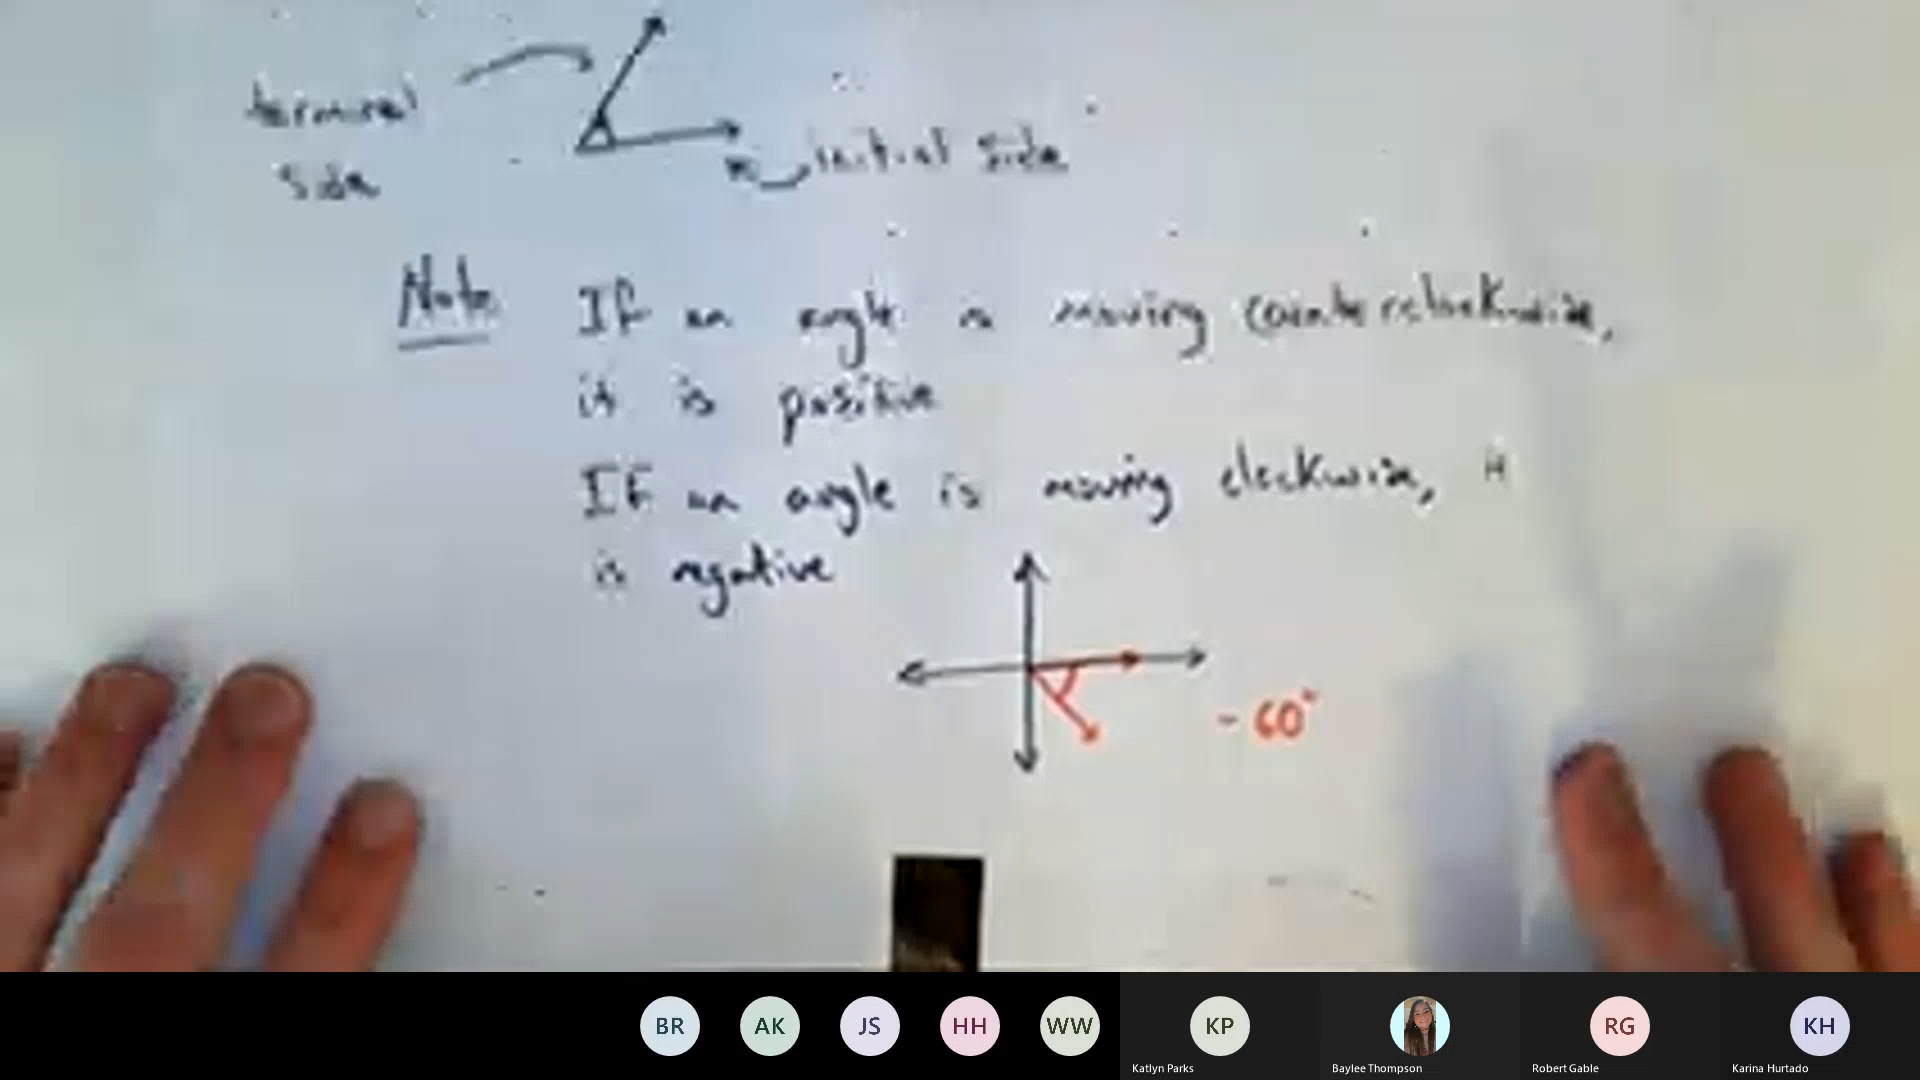 terminal
side
initial side
Note If an angle is moving counterclockwise,
it is positive
If an angle is moving clockwise, it
is negative
- 60°
BR
AK
JS
HH
WW
KP
RG
KH
Katlyn Parks
Baylee Thompson
Robert Gable
Karina Hurtado